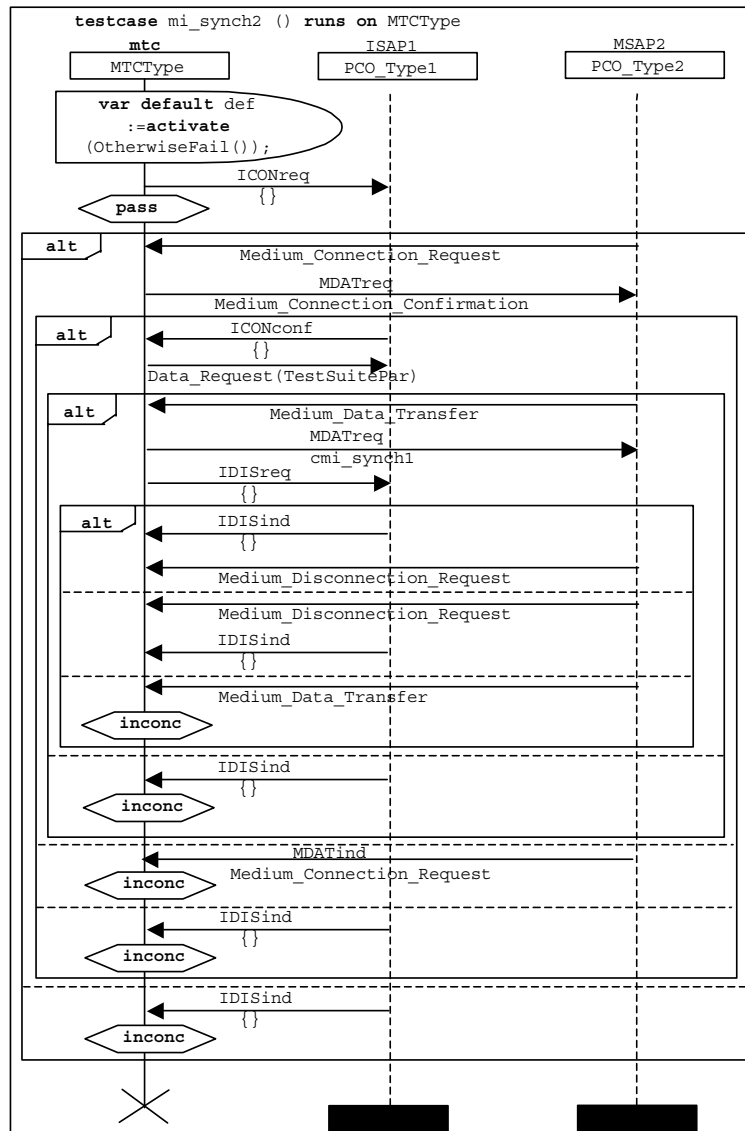 testcase mi_synch2 () runs on MTCType
mtc ISAP1 MSAP2
MTCType PCO_Type1 PCO_Type2
var default def
:=activate
(OtherwiseFail());
ICONreq
{}
pass
alt
Medium_Connection_Request
MDATreq
Medium_Connection_Confirmation
alt
ICONconf
{}
Data_Request(TestSuitePar)
alt
Medium_Data_Transfer
MDATreq
cmi_synch1
IDISreq
{}
alt
IDISind
{}
Medium_Disconnection_Request
Medium_Disconnection_Request
IDISind
{}
Medium_Data_Transfer
inconc
IDISind
{}
inconc
MDATind
Medium_Connection_Request
inconc
IDISind
{}
inconc
IDISind
{}
inconc